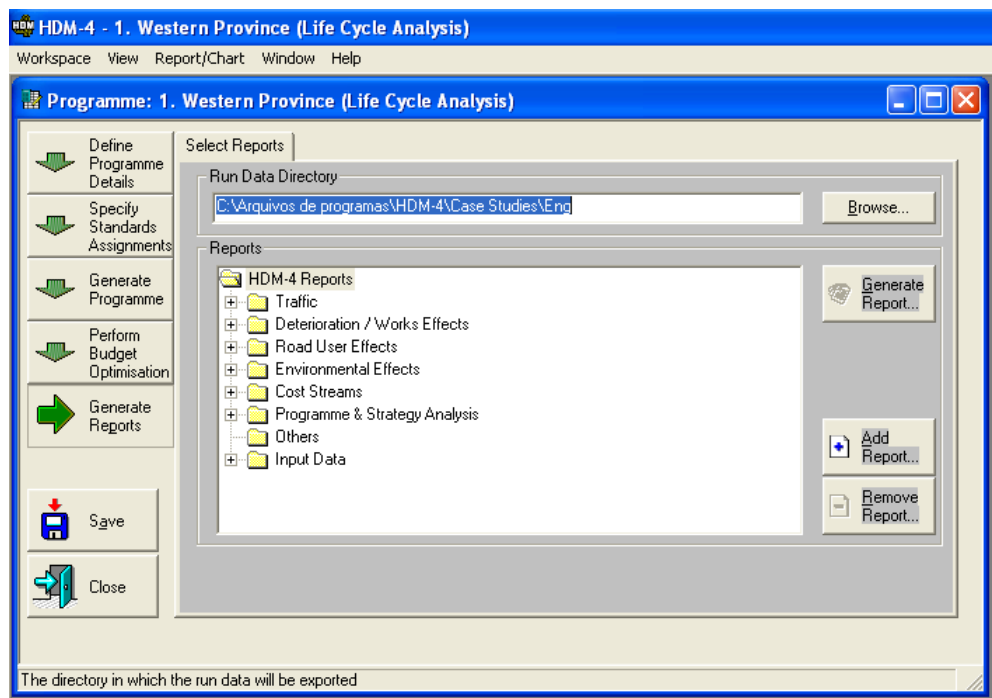 HDM-4 - 1. Western Province (Life Cycle Analysis)
Workspace View Report/Chart Window Help
Programme: 1. Western Province (Life Cycle Analysis)
Define
Programme
Details
Specify
Standards
Assignments
Generate
Programme
Perform
Budget
Optimisation
Generate
Reports
Save
Close
Select Reports
Run Data Directory
C:\Arquivos de programas\HDM-4\Case Studies\Eng
Browse...
Reports
HDM-4 Reports
Traffic
Deterioration / Works Effects
Road User Effects
Environmental Effects
Cost Streams
Programme & Strategy Analysis
Others
Input Data
Generate
Report...
Add
Report...
Remove
Report...
The directory in which the run data will be exported